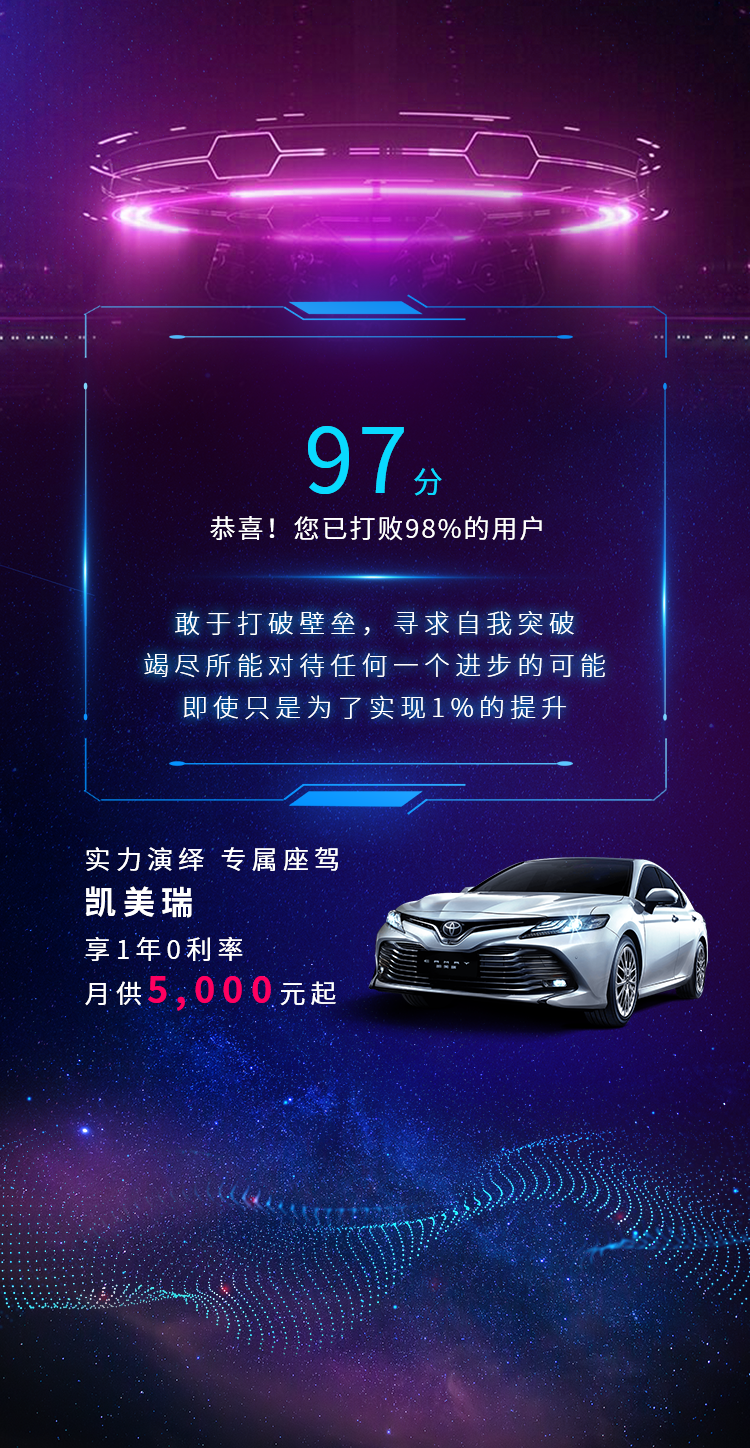 97分
恭喜！您已打败98%的用户
敢于打破壁垒，寻求自我突破
竭尽所能对待任何一个进步的可能
即使只是为了实现1%的提升
实力演绎 专属座驾
凯美瑞
享1年0利率
月供5,000元起
CAMRY
凯美瑞